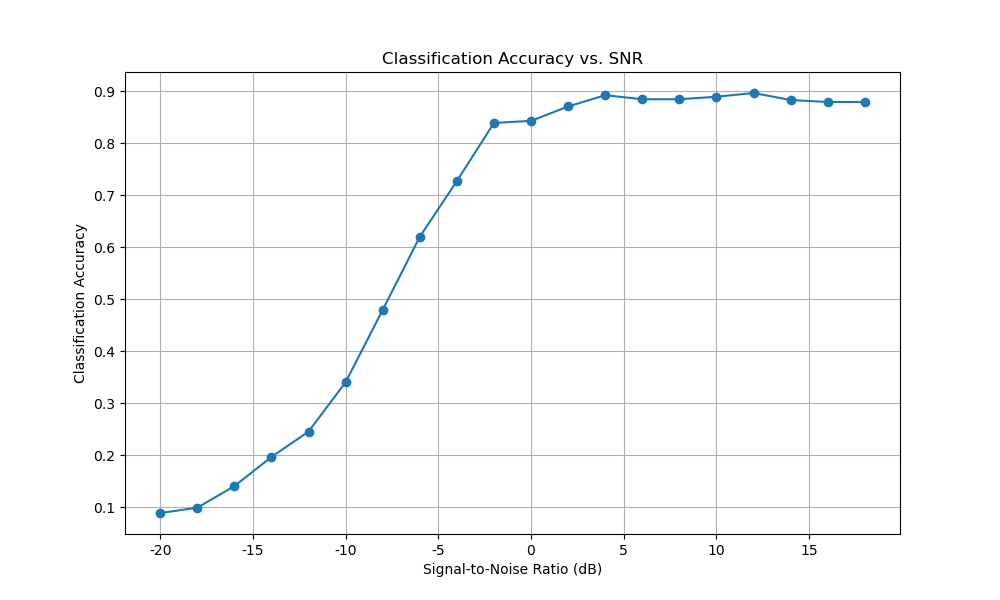 Classification Accuracy vs. SNR
0.9
0.8
0.7
0.6
0.5
0.4
0.3
0.2
0.1
Classification Accuracy
-20 -15 -10 -5 0 5 10 15
Signal-to-Noise Ratio (dB)